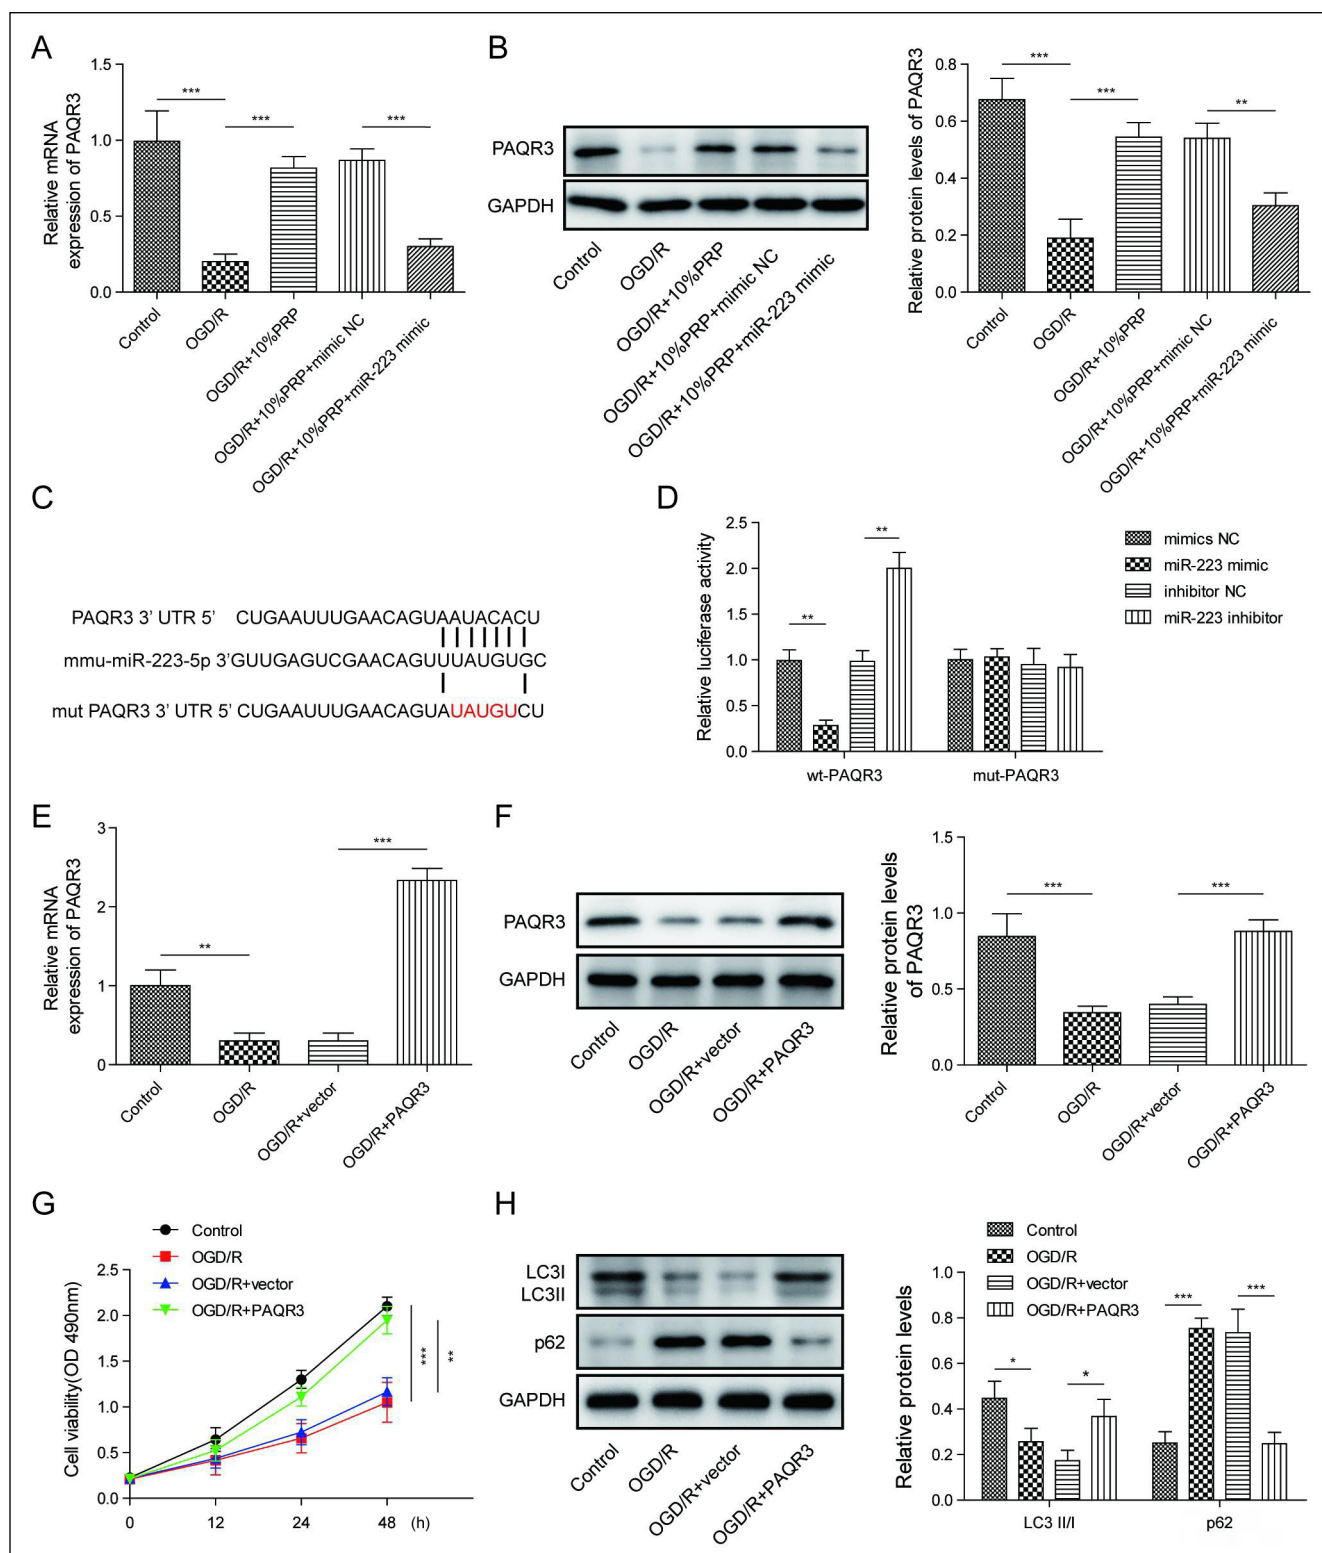 A
Relative mRNA
expression of PAQR3
1.5
1.0
0.5
0.0
***
***
***
Control
OGD/R
OGD/R+10%PRP
OGD/R+10%PRP+mimic NC
OGD/R+10%PRP+miR-223 mimic
B
PAQR3
GAPDH
Control
OGD/R
OGD/R+10%PRP
OGD/R+10%PRP+mimic NC
OGD/R+10%PRP+miR-223 mimic
Relative protein levels of PAQR3
0.8
0.6
0.4
0.2
0.0
***
***
**
Control
OGD/R
OGD/R+10%PRP
OGD/R+10%PRP+mimic NC
OGD/R+10%PRP+miR-223 mimic
C
PAQR3 3’ UTR 5’ CUGAAUUUGAACAGUAAUACACU
mmu-miR-223-5p 3’GUUGAGUCGAACAGUUUAUGUGC
mut PAQR3 3’ UTR 5’ CUGAAUUUGAACAGUAUAUGUCU
D
Relative luciferase activity
2.5
2.0
1.5
1.0
0.5
0.0
**
**
wt-PAQR3
mut-PAQR3
mimics NC
miR-223 mimic
inhibitor NC
miR-223 inhibitor
E
Relative mRNA
expression of PAQR3
3
2
1
0
**
***
Control
OGD/R
OGD/R+vector
OGD/R+PAQR3
F
PAQR3
GAPDH
Control
OGD/R
OGD/R+vector
OGD/R+PAQR3
Relative protein levels
of PAQR3
1.5
1.0
0.5
0.0
***
***
Control
OGD/R
OGD/R+vector
OGD/R+PAQR3
G
Control
OGD/R
OGD/R+vector
OGD/R+PAQR3
Cell viability(OD 490nm)
2.5
2.0
1.5
1.0
0.5
0.0
***
**
0 12 24 48 (h)
H
LC3I
LC3II
p62
GAPDH
Control
OGD/R
OGD/R+vector
OGD/R+PAQR3
Control
OGD/R
OGD/R+vector
OGD/R+PAQR3
Relative protein levels
1.0
0.8
0.6
0.4
0.2
0.0
*
*
***
***
LC3 II/I
p62